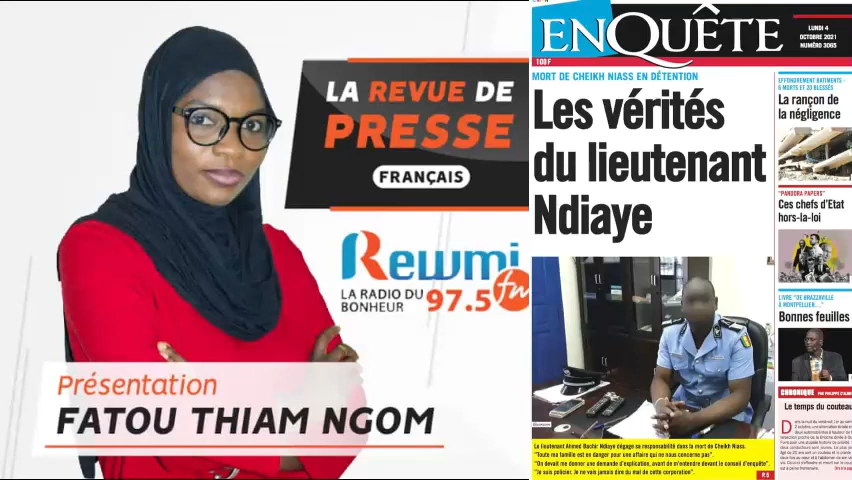 LA REVUE DE
PRESSE
FRANÇAIS
Rewmi fm
LA RADIO DU
BONHEUR 97.5
Présentation
FATOU THIAM NGOM
ENQUÊTE
LUNDI 4
OCTOBRE 2021
NUMÉRO 3065
100 F
MORT DE CHEIKH NIASS EN DÉTENTION
Les vérités
du lieutenant
Ndiaye
Le lieutenant Ahmed Bachir Ndiaye dégage sa responsabilité dans la mort de Cheikh Niass.
"Toute ma famille est en danger pour une affaire qui ne nous concerne pas".
"On devait me donner une demande d'explication, avant de m'entendre devant le conseil d'enquête".
"Je suis policier. Je ne vais jamais dire du mal de cette corporation".
P.5
EFFONDREMENT BATIMENTS -
6 MORTS ET 20 BLESSÉS
La rançon de
la négligence
"PANDORA PAPERS"
Ces chefs d'Etat
hors-la-loi
LIVRE "DE BRAZZAVILLE
À MONTPELLIER..."
Bonnes feuilles
CHRONIQUE
Le temps du couteau